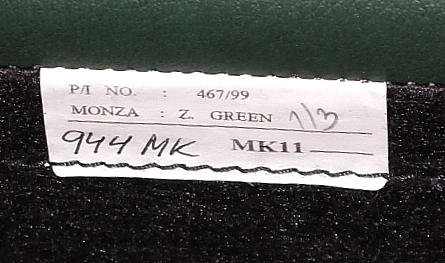 P/I NO. : 467/99
MONZA : Z. GREEN 1/3
944 MK MK11